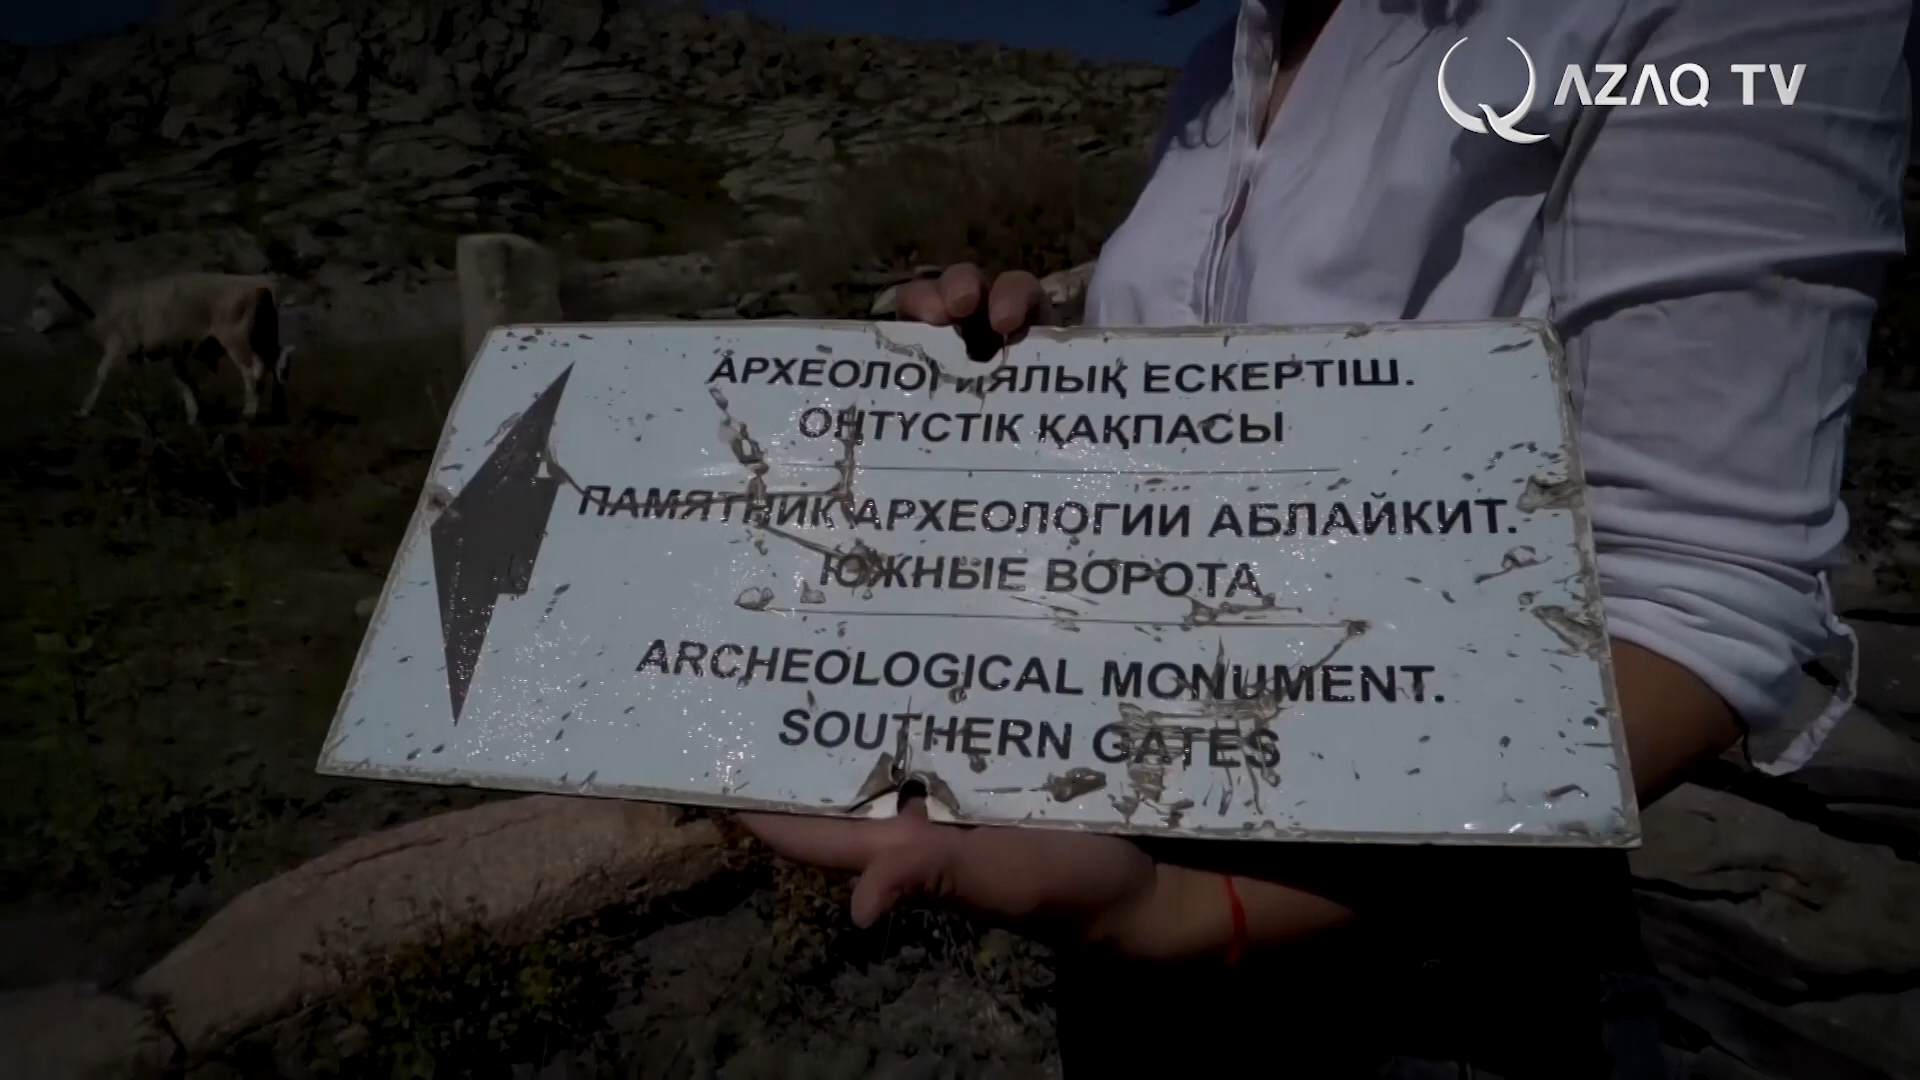 QAZAQ TV
АРХЕОЛОГИЯЛЫҚ ЕСКЕРТІШ.
ОҢТҮСТІК ҚАҚПАСЫ
ПАМЯТНИК АРХЕОЛОГИИ АБЛАЙКИТ.
ЮЖНЫЕ ВОРОТА
ARCHEOLOGICAL MONUMENT.
SOUTHERN GATES